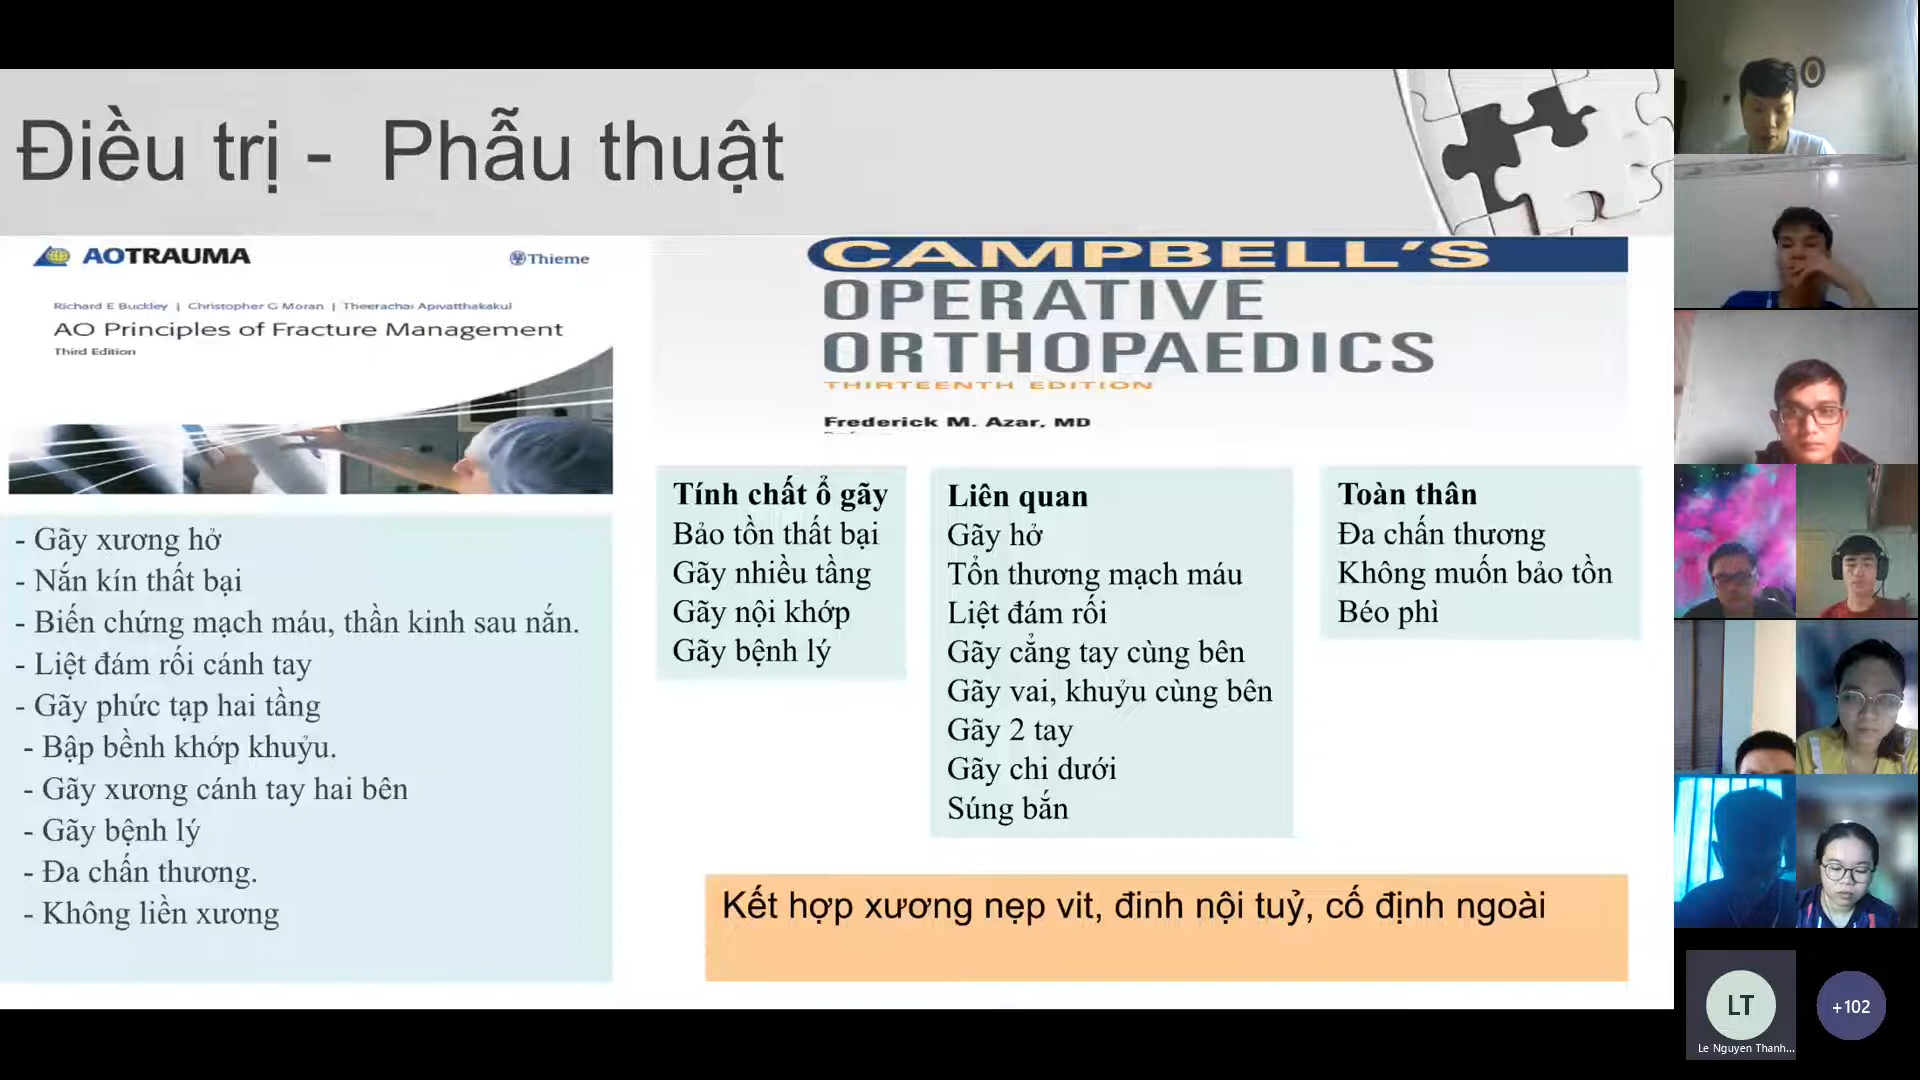 Điều trị - Phẫu thuật
AOTRAUMA
Thieme
Richard E Buckley | Christopher G Moran | Theerachai Apivatthakakul
AO Principles of Fracture Management
Third Edition
CAMPBELL'S
OPERATIVE
ORTHOPAEDICS
THIRTEENTH EDITION
Frederick M. Azar, MD
- Gãy xương hở
- Nắn kín thất bại
- Biến chứng mạch máu, thần kinh sau nắn.
- Liệt đám rối cánh tay
- Gãy phức tạp hai tầng
- Bập bềnh khớp khuỷu.
- Gãy xương cánh tay hai bên
- Gãy bệnh lý
- Đa chấn thương.
- Không liền xương
Tính chất ổ gãy
Bảo tồn thất bại
Gãy nhiều tầng
Gãy nội khớp
Gãy bệnh lý
Liên quan
Gãy hở
Tổn thương mạch máu
Liệt đám rối
Gãy cẳng tay cùng bên
Gãy vai, khuỷu cùng bên
Gãy 2 tay
Gãy chi dưới
Súng bắn
Toàn thân
Đa chấn thương
Không muốn bảo tồn
Béo phì
Kết hợp xương nẹp vit, đinh nội tuỷ, cố định ngoài
LT
Le Nguyen Thanh...
+102